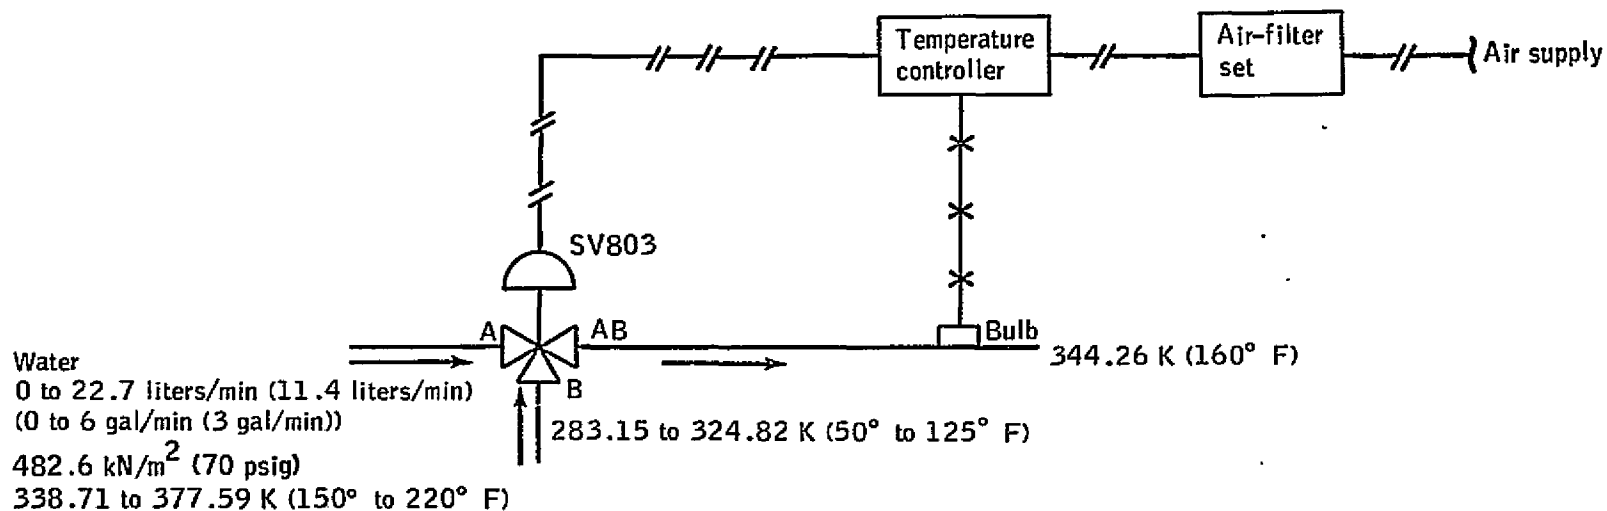 Temperature
controller
Air-filter
set
Air supply
SV803
A
AB
Bulb
344.26 K (160° F)
B
Water
0 to 22.7 liters/min (11.4 liters/min)
(0 to 6 gal/min (3 gal/min))
482.6 kN/m² (70 psig)
338.71 to 377.59 K (150° to 220° F)
283.15 to 324.82 K (50° to 125° F)